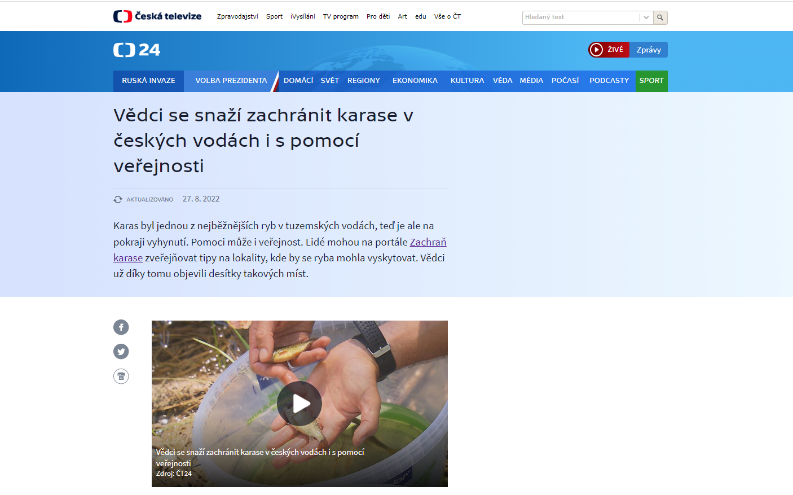 Česká televize Zpravodajství Sport iVysílání TV program Pro děti Art edu Vše o ČT Hledaný text
24 ŽIVĚ Zprávy
RUSKÁ INVAZE VOLBA PREZIDENTA DOMÁCÍ SVĚT REGIONY EKONOMIKA KULTURA VĚDA MÉDIA POČASÍ PODCASTY SPORT
Vědci se snaží zachránit karase v
českých vodách i s pomocí
veřejnosti
AKTUALIZOVÁNO 27. 8. 2022
Karas byl jednou z nejběžnějších ryb v tuzemských vodách, teď je ale na
pokraji vyhynutí. Pomoci může i veřejnost. Lidé mohou na portále Zachraň
karase zveřejňovat tipy na lokality, kde by se ryba mohla vyskytovat. Vědci
už díky tomu objevili desítky takových míst.
Vědci se snaží zachránit karase v českých vodách i s pomocí
veřejnosti
Zdroj: ČT24